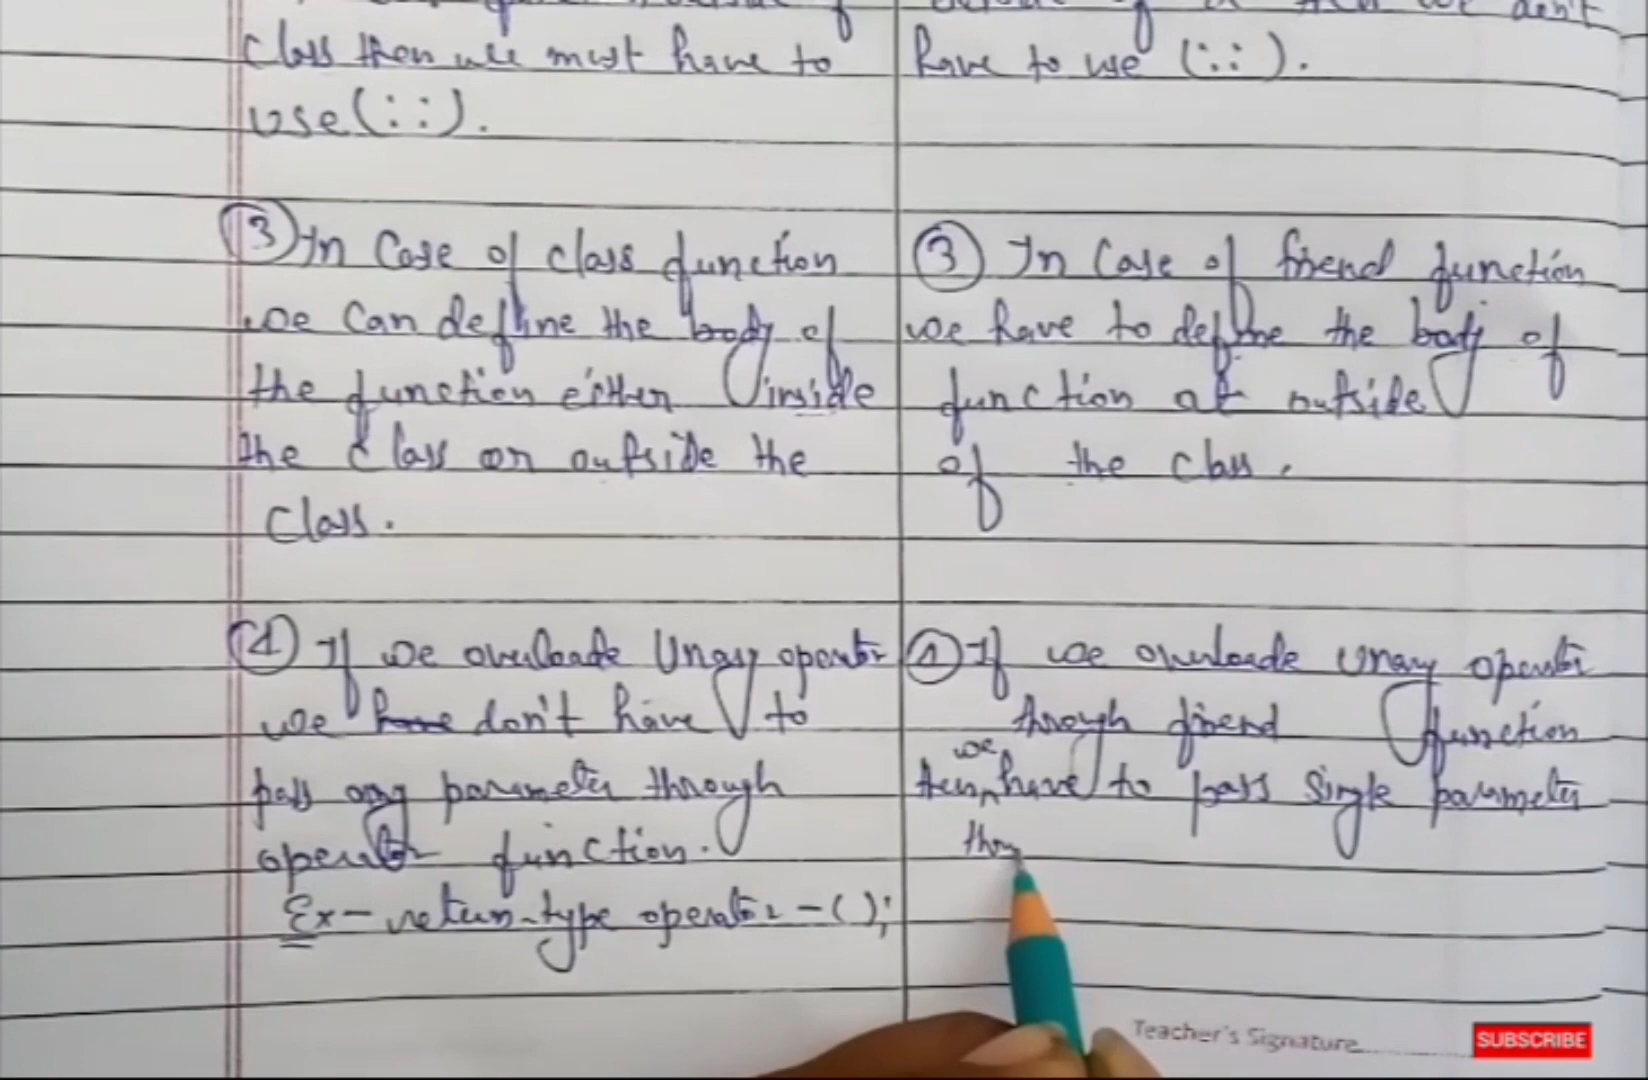 class then we must have to
use (::).
③ In case of class function
we can define the body of
the function either inside
the class or outside the
class.
④ If we overloade Unary operator
we have don't have to
pass any parameter through
operator function.
Ex - return-type operator -();
have to use (::).
③ In case of friend function
we have to define the body of
function at outside
of the class.
④ If we overloade unary operator
through friend function
then we have to pass single parameter
throu
Teacher's Signature
SUBSCRIBE